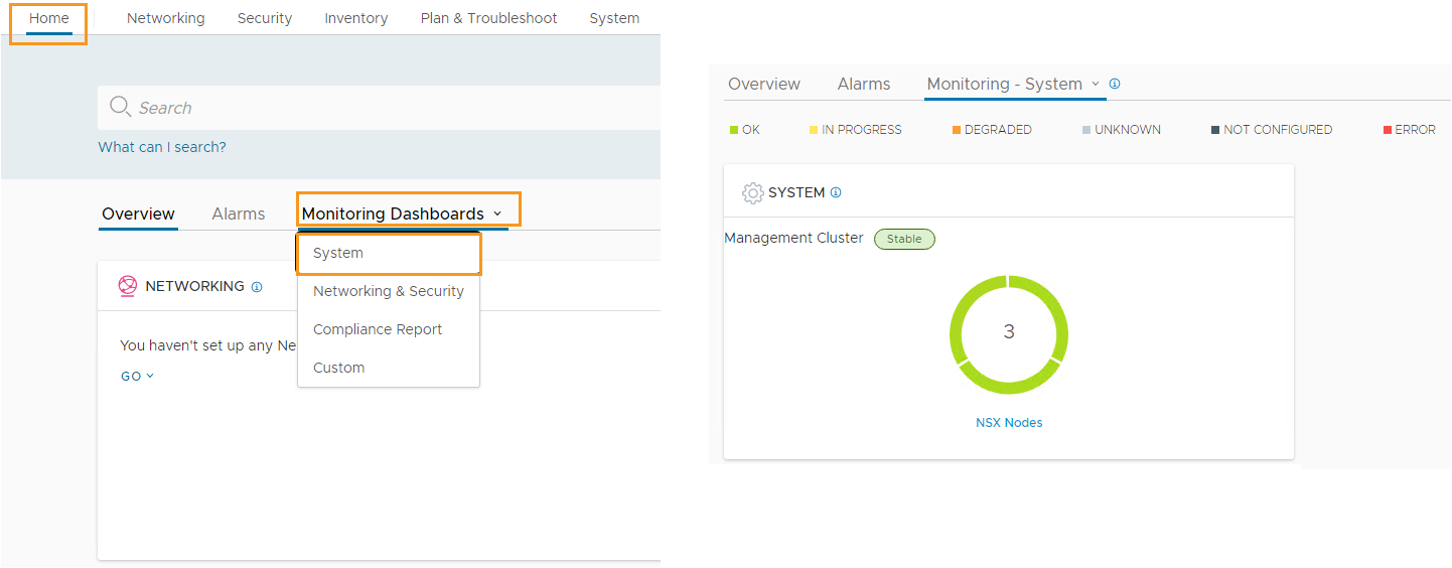 Home Networking Security Inventory Plan & Troubleshoot System
Search
What can I search?
Overview Alarms Monitoring Dashboards
System
Networking & Security
Compliance Report
Custom
NETWORKING
You haven't set up any Ne
GO
Overview Alarms Monitoring - System
OK IN PROGRESS DEGRADED UNKNOWN NOT CONFIGURED ERROR
SYSTEM
Management Cluster Stable
3
NSX Nodes